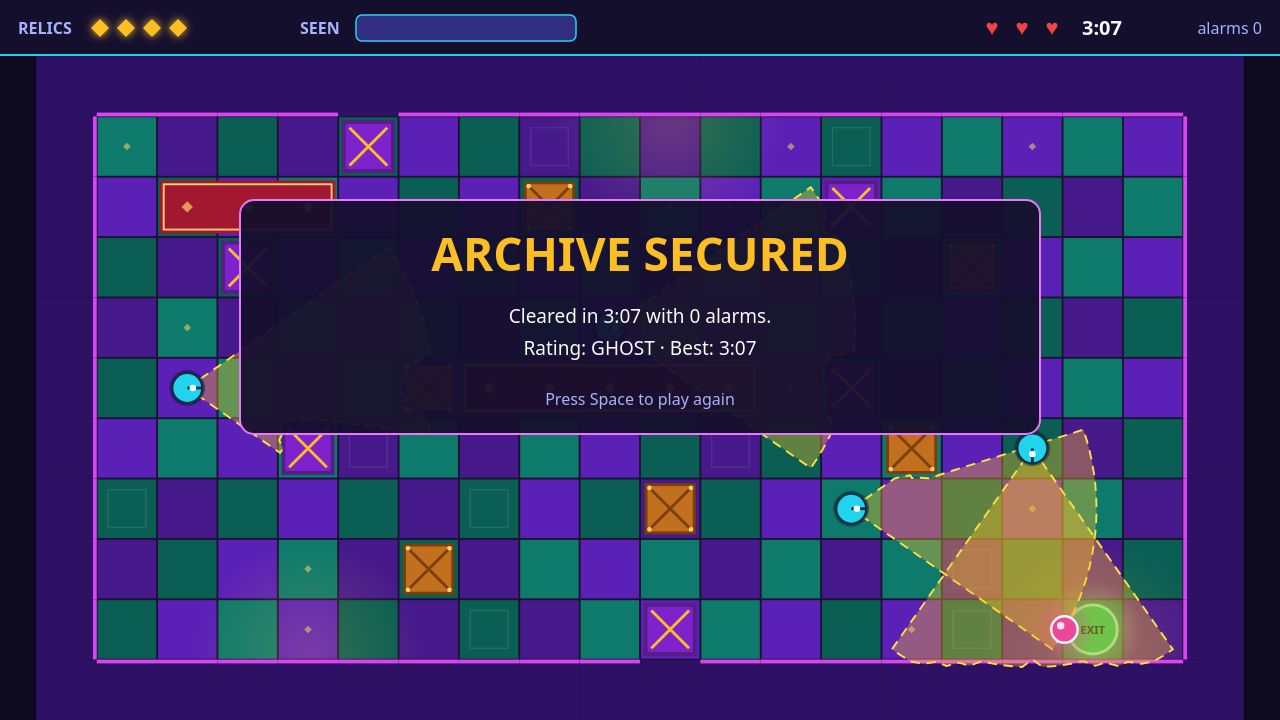 RELICS SEEN 3:07 alarms 0
ARCHIVE SECURED
Cleared in 3:07 with 0 alarms.
Rating: GHOST · Best: 3:07
Press Space to play again
EXIT